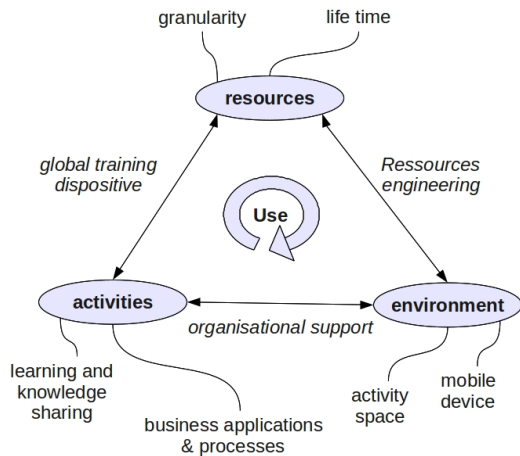 granularity
life time
resources
global training
dispositive
Ressources
engineering
Use
activities
environment
organisational support
learning and
knowledge
sharing
business applications
& processes
activity
space
mobile
device